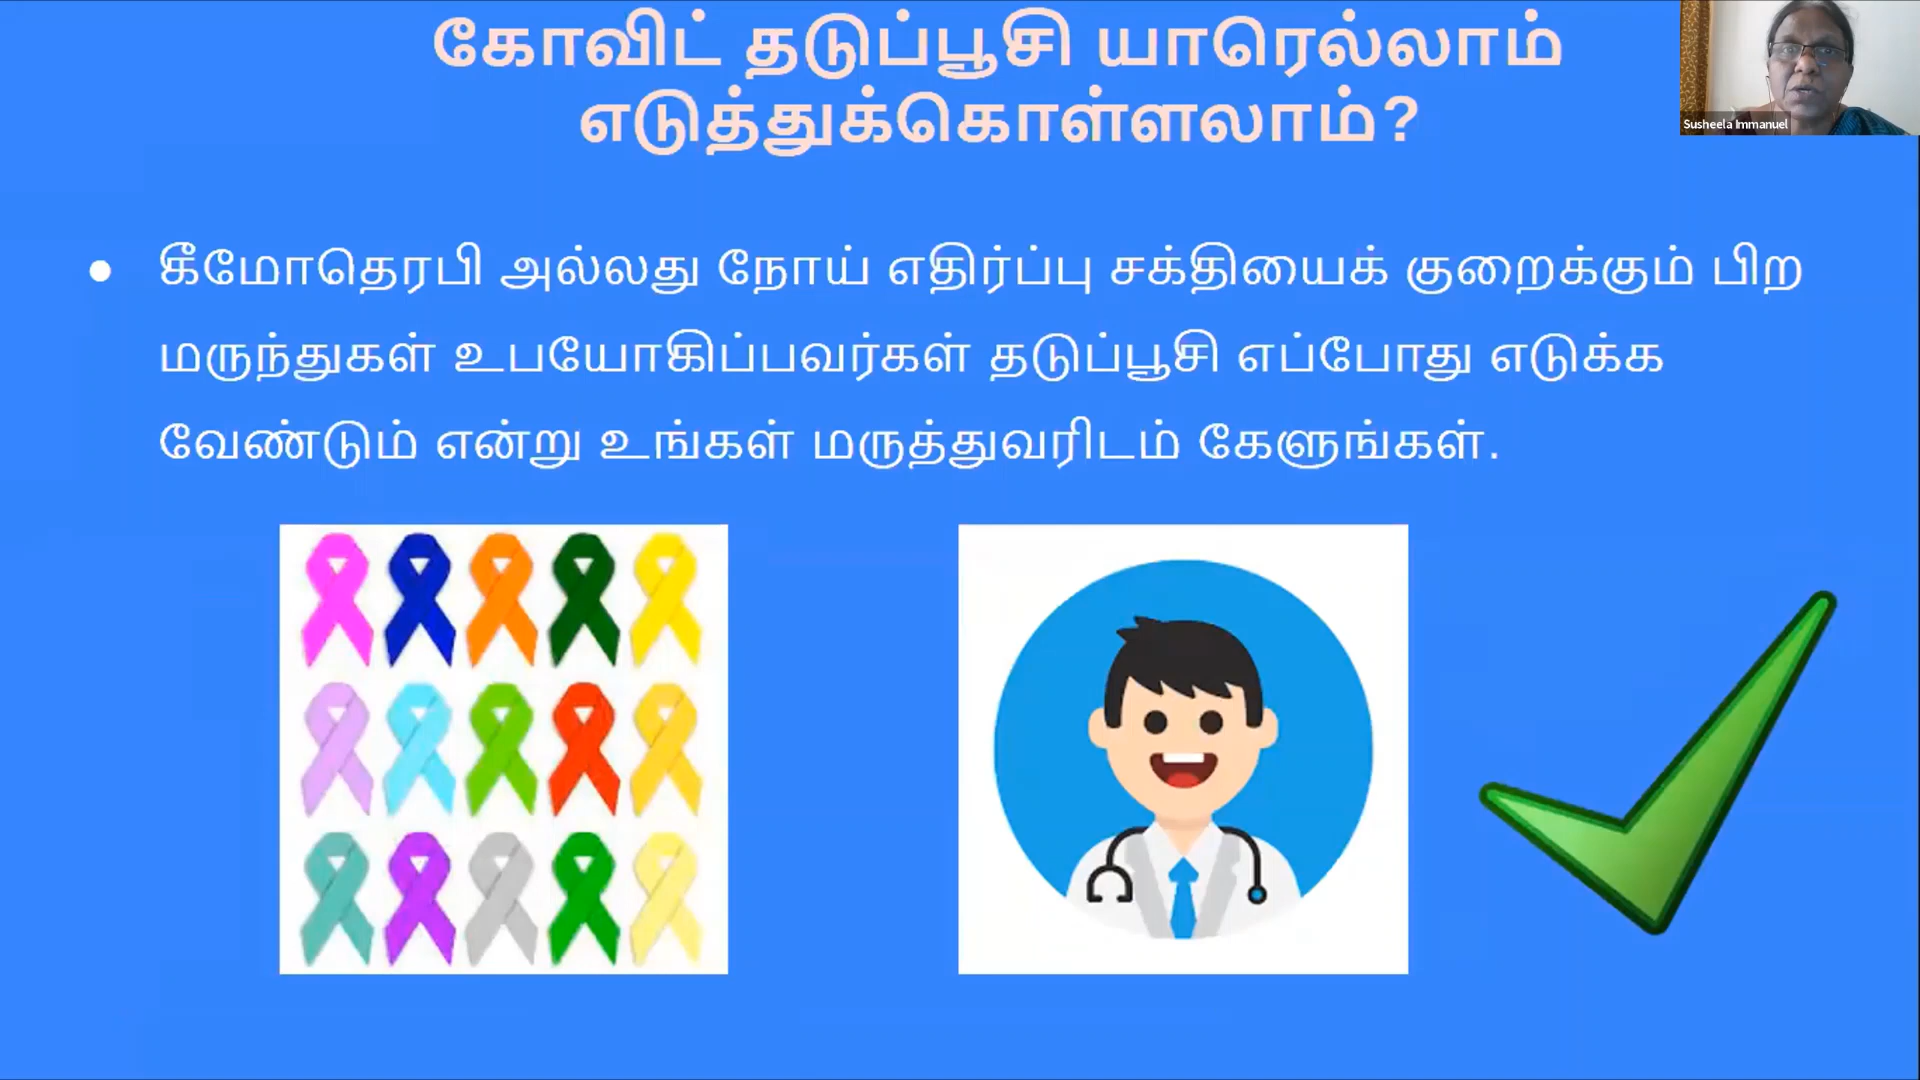 கோவிட் தடுப்பூசி யாரெல்லாம்
எடுத்துக்கொள்ளலாம்?
Susheela Immanuel
கீமோதெரபி அல்லது நோய் எதிர்ப்பு சக்தியைக் குறைக்கும் பிற
மருந்துகள் உபயோகிப்பவர்கள் தடுப்பூசி எப்போது எடுக்க
வேண்டும் என்று உங்கள் மருத்துவரிடம் கேளுங்கள்.